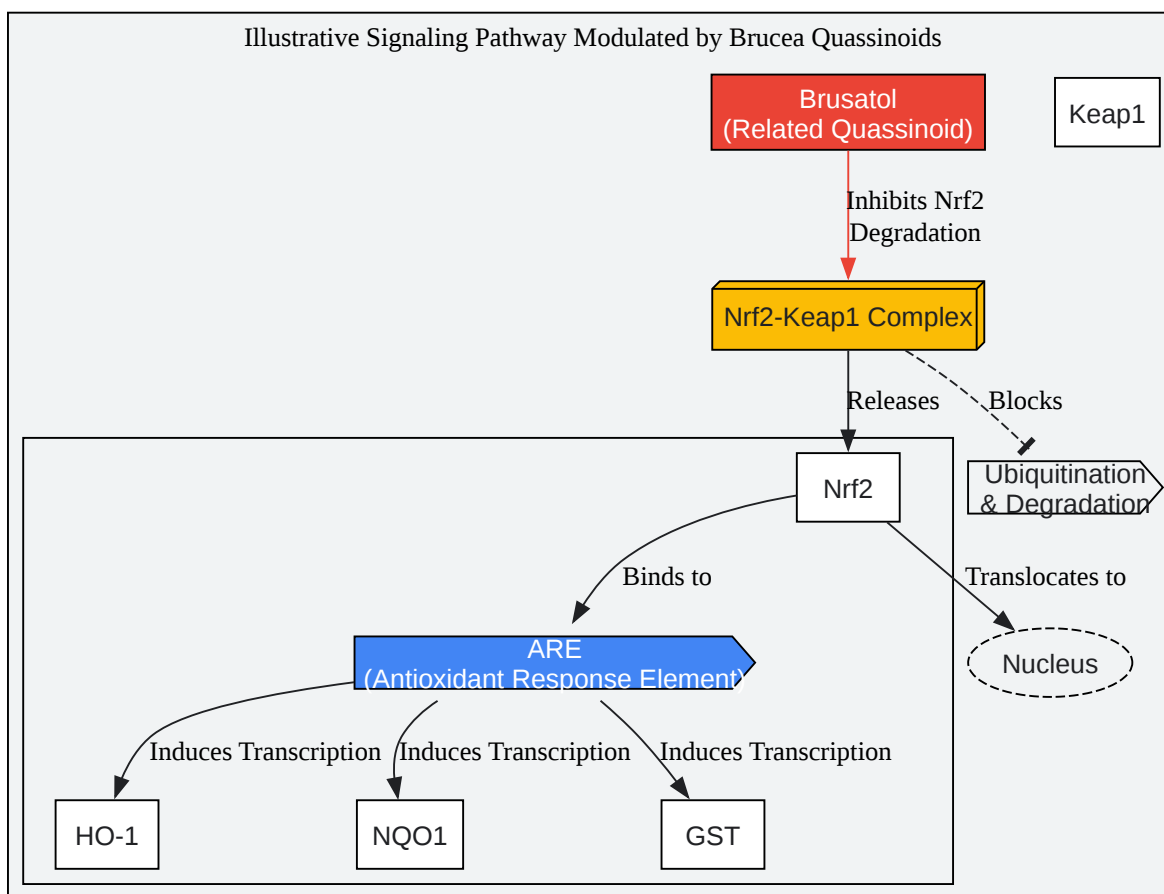 Illustrative Signaling Pathway Modulated by Brucea Quassinoids
Brusatol
(Related Quassinoid)
Keap1
Inhibits Nrf2
Degradation
Nrf2-Keap1 Complex
Releases
Blocks
Nrf2
Ubiquitination
& Degradation
Binds to
Translocates to
ARE
(Antioxidant Response Element)
Nucleus
Induces Transcription
Induces Transcription
Induces Transcription
HO-1
NQO1
GST